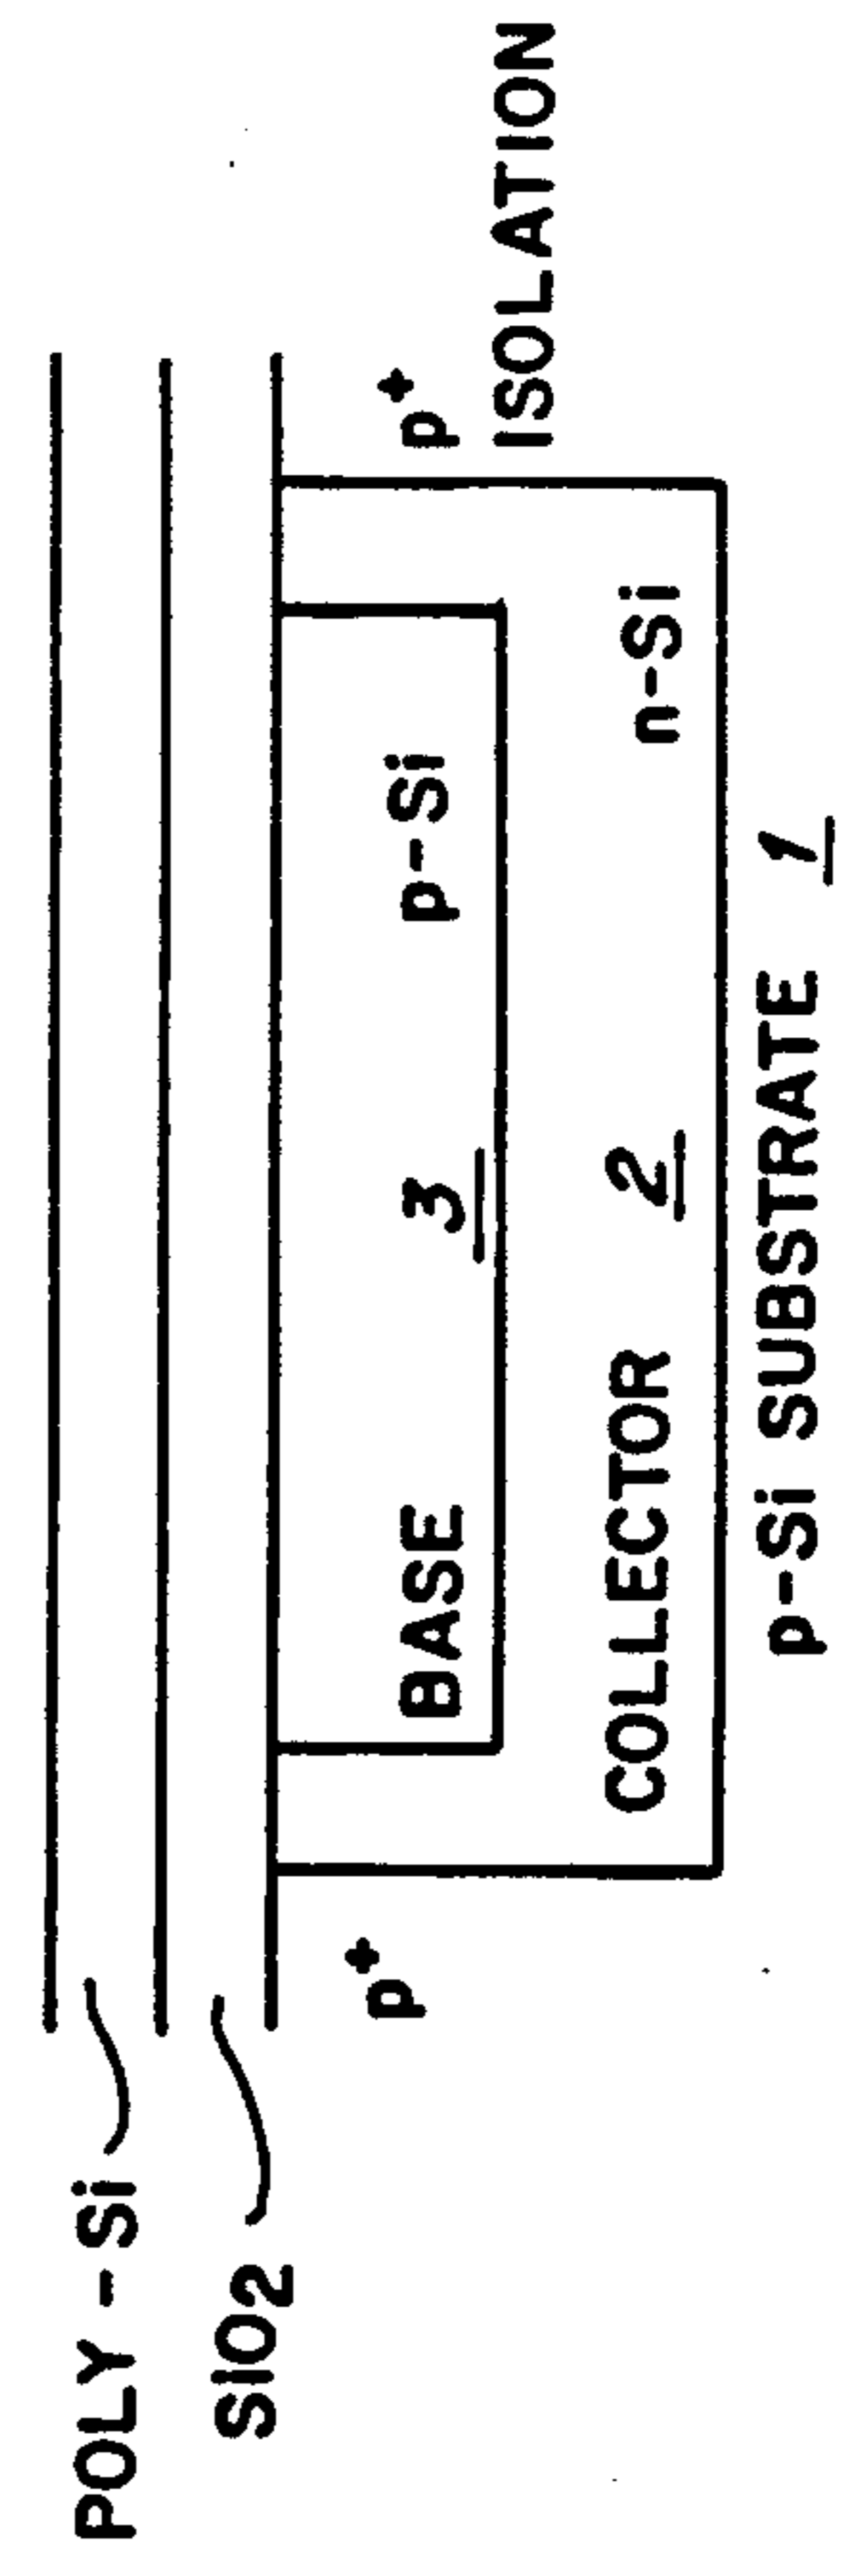 POLY-Si
SiO2
p+
p+
ISOLATION
BASE 3 p-Si
COLLECTOR 2 n-Si
p-Si SUBSTRATE 1